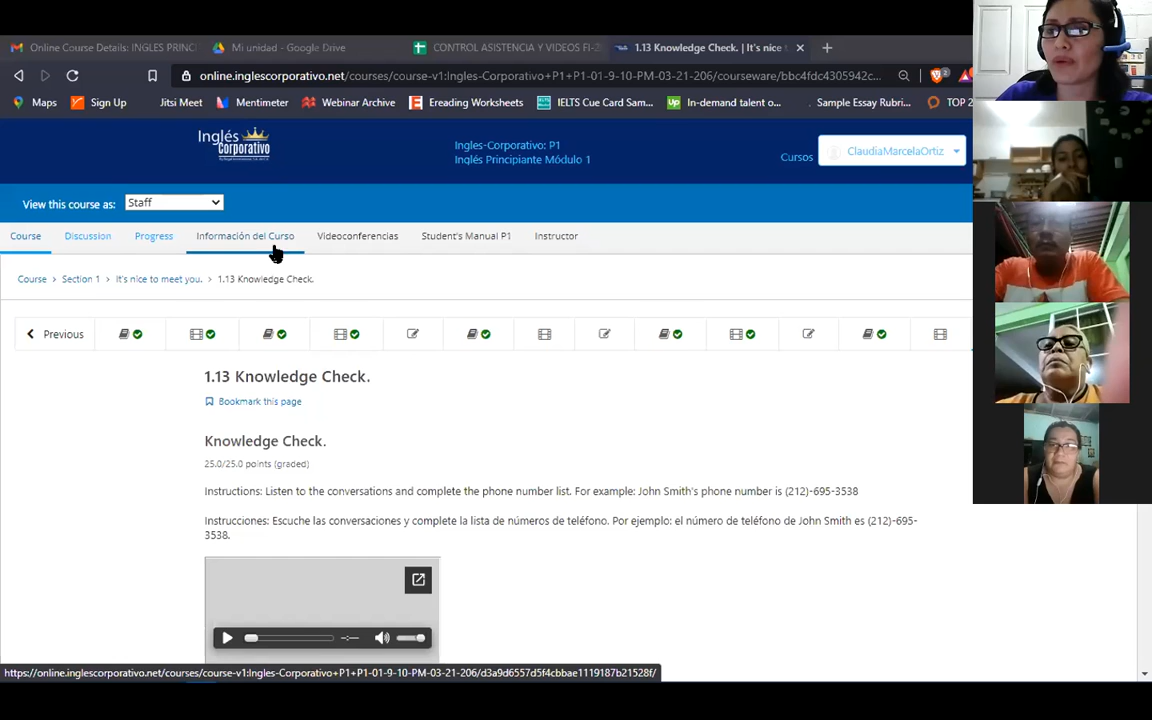 Online Course Details: INGLES PRINC
Mi unidad - Google Drive
CONTROL ASISTENCIA Y VIDEOS FI-2
1.13 Knowledge Check. | It's nice t
online.inglescorporativo.net/courses/course-v1:Ingles-Corporativo+P1+P1-01-9-10-PM-03-21-206/courseware/bbc4fdc4305942c...
2
Maps
Sign Up
Jitsi Meet
Mentimeter
Webinar Archive
Ereading Worksheets
IELTS Cue Card Sam...
In-demand talent o...
Sample Essay Rubri...
TOP 2
Inglés
Corporativo
Ingles-Corporativo: P1
Inglés Principiante Módulo 1
Cursos
ClaudiaMarcelaOrtiz
View this course as:
Staff
Course
Discussion
Progress
Información del Curso
Videoconferencias
Student's Manual P1
Instructor
Course > Section 1 > It's nice to meet you. > 1.13 Knowledge Check.
Previous
1.13 Knowledge Check.
Bookmark this page
Knowledge Check.
25.0/25.0 points (graded)
Instructions: Listen to the conversations and complete the phone number list. For example: John Smith's phone number is (212)-695-3538
Instrucciones: Escuche las conversaciones y complete la lista de números de teléfono. Por ejemplo: el número de teléfono de John Smith es (212)-695-
3538.
-:--
https://online.inglescorporativo.net/courses/course-v1:Ingles-Corporativo+P1+P1-01-9-10-PM-03-21-206/d3a9d6557d5f4cbbae1119187b21528f/